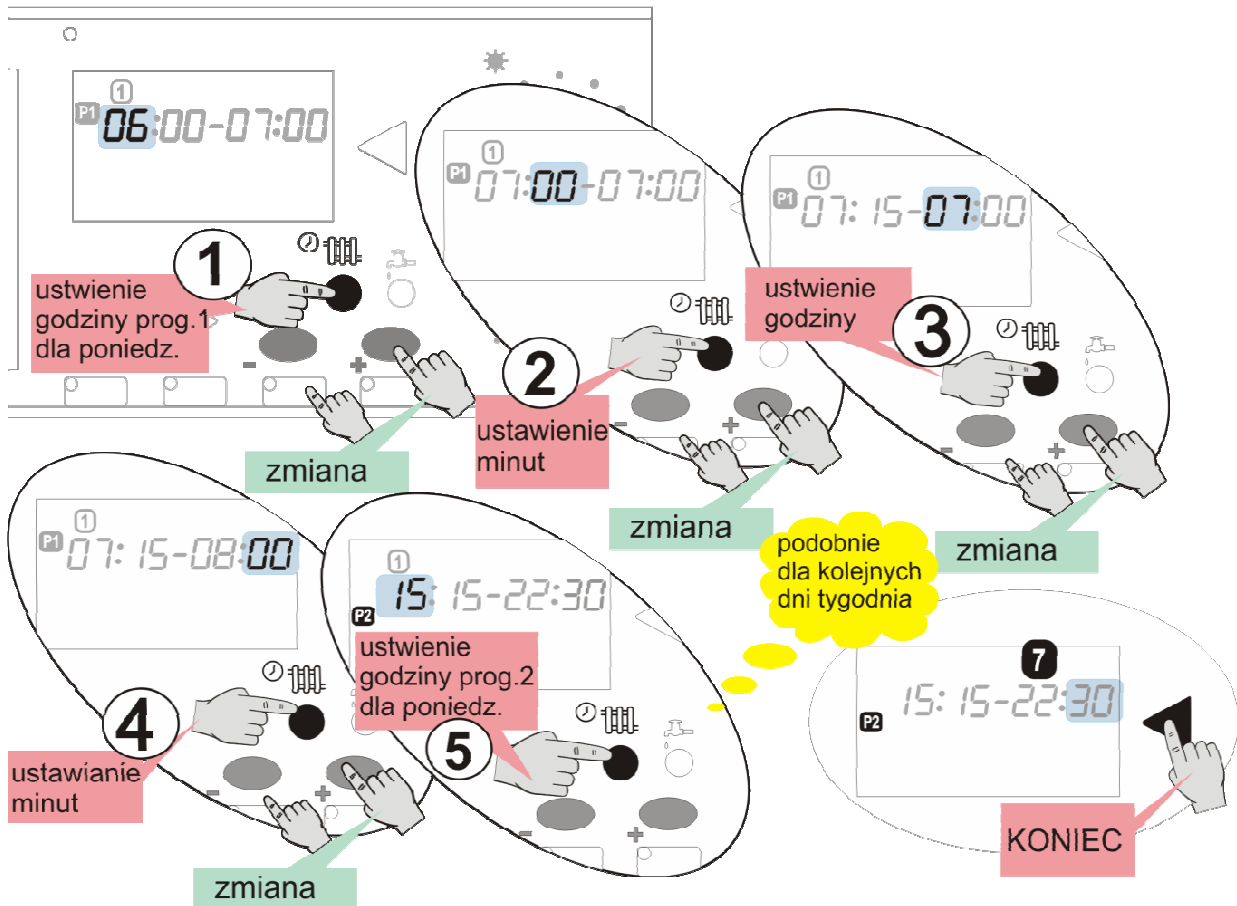 1
P1 06:00-07:00
1
ustwienie
godziny prog.1
dla poniedz.
- +
zmiana
1
P1 07:00-07:00
2
ustawienie
minut
- +
zmiana
1
P1 07:15-07:00
ustwienie
godziny
3
- +
zmiana
1
P1 07:15-08:00
4
ustawianie
minut
- +
zmiana
1
15:15-22:30
P2
ustwienie
godziny prog.2
dla poniedz.
5
- +
podobnie
dla kolejnych
dni tygodnia
7
15:15-22:30
P2
KONIEC